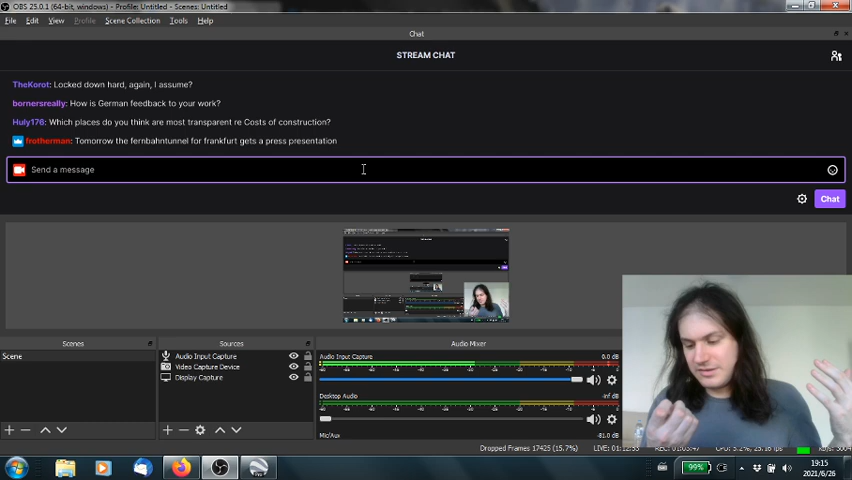 OBS 25.0.1 (64-bit, windows) - Profile: Untitled - Scenes: Untitled
File Edit View Profile Scene Collection Tools Help
Chat
STREAM CHAT
TheKorot: Locked down hard, again, I assume?
bornersreally: How is German feedback to your work?
Huly176: Which places do you think are most transparent re Costs of construction?
frotherman: Tomorrow the fernbahntunnel for frankfurt gets a press presentation
Send a message
Chat
Scenes Sources Audio Mixer
Scene
Audio Input Capture
Video Capture Device
Display Capture
Audio Input Capture 0.0 dB
Desktop Audio -inf dB
Mic/Aux -81.0 dB
Dropped Frames 17425 (15.7%)
99%
19:15
2021/6/26